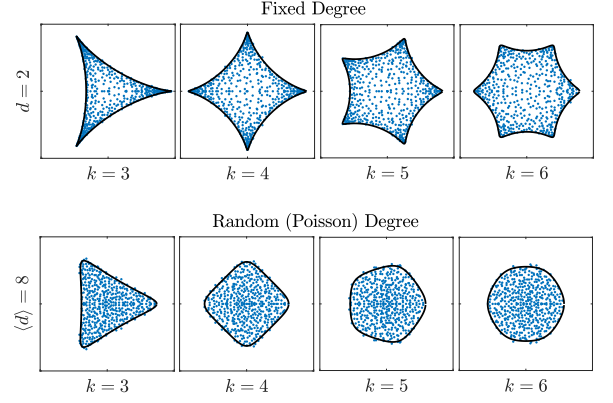 Fixed Degree
d = 2
k = 3 k = 4 k = 5 k = 6
Random (Poisson) Degree
⟨d⟩ = 8
k = 3 k = 4 k = 5 k = 6